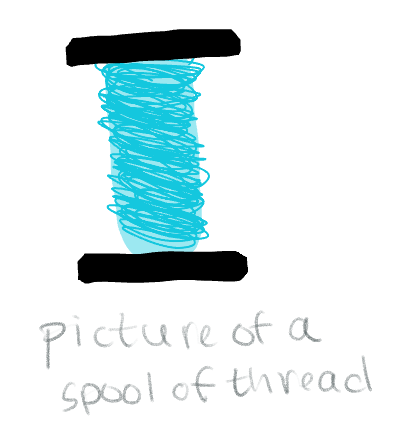 picture of a
spool of thread